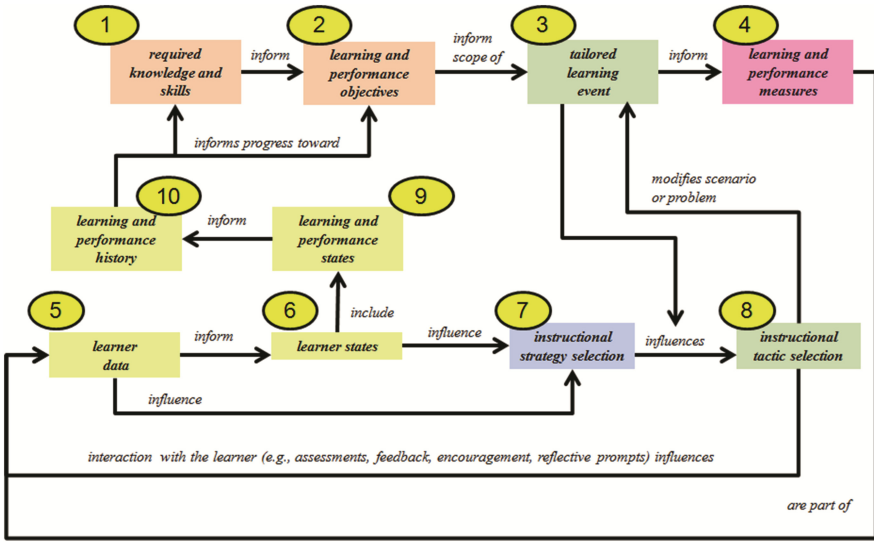 1
2
3
4
required
knowledge and
skills
inform
learning and
performance
objectives
inform
scope of
tailored
learning
event
inform
learning and
performance
measures
informs progress toward
modifies scenario
or problem
10
9
learning and
performance
history
inform
learning and
performance
states
5
6
7
8
include
learner
data
inform
learner states
influence
instructional
strategy selection
influences
instructional
tactic selection
influence
interaction with the learner (e.g., assessments, feedback, encouragement, reflective prompts) influences
are part of